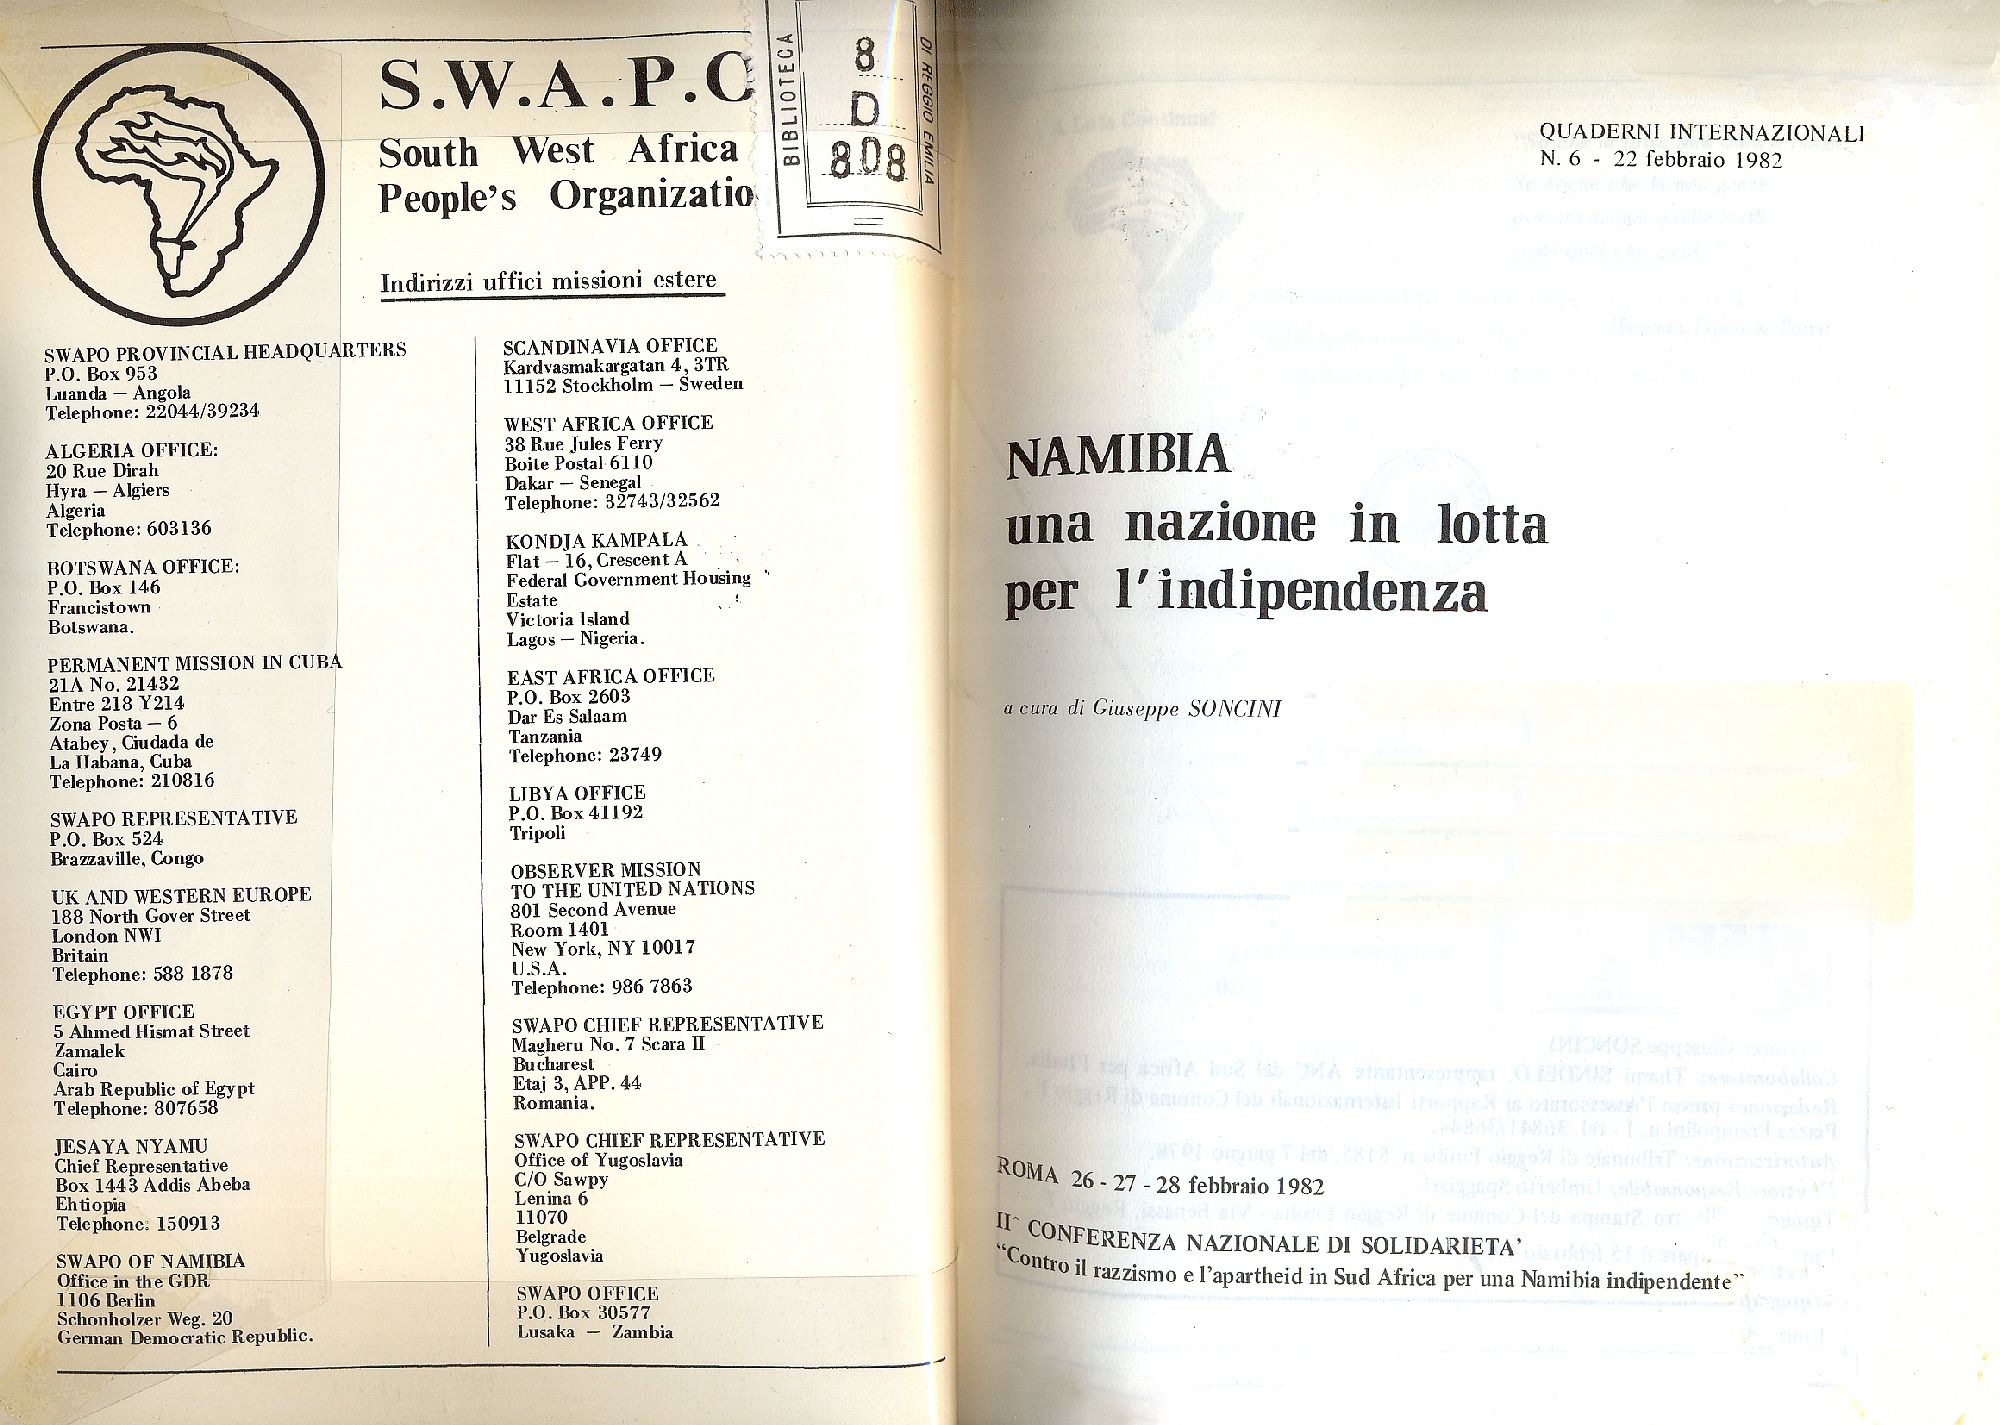 S.W.A.P.O
South West Africa
People's Organizatio
Indirizzi uffici missioni estere
BIBLIOTECA
8
D
808
DI REGGIO EMILIA
SWAPO PROVINCIAL HEADQUARTERS
P.O. Box 953
Luanda — Angola
Telephone: 22044/39234
ALGERIA OFFICE:
20 Rue Dirah
Hyra — Algiers
Algeria
Telephone: 603136
BOTSWANA OFFICE:
P.O. Box 146
Francistown
Botswana.
PERMANENT MISSION IN CUBA
21A No. 21432
Entre 218 Y214
Zona Posta — 6
Atabey, Ciudada de
La Habana, Cuba
Telephone: 210816
SWAPO REPRESENTATIVE
P.O. Box 524
Brazzaville, Congo
UK AND WESTERN EUROPE
188 North Gover Street
London NWI
Britain
Telephone: 588 1878
EGYPT OFFICE
5 Ahmed Hismat Street
Zamalek
Cairo
Arab Republic of Egypt
Telephone: 807658
JESAYA NYAMU
Chief Representative
Box 1443 Addis Abeba
Ehtiopia
Telephone: 150913
SWAPO OF NAMIBIA
Office in the GDR
1106 Berlin
Schonholzer Weg. 20
German Democratic Republic.
SCANDINAVIA OFFICE
Kardvasmakargatan 4, 3TR
11152 Stockholm — Sweden
WEST AFRICA OFFICE
38 Rue Jules Ferry
Boite Postal 6110
Dakar — Senegal
Telephone: 32743/32562
KONDJA KAMPALA
Flat — 16, Crescent A
Federal Government Housing
Estate
Victoria Island
Lagos — Nigeria.
EAST AFRICA OFFICE
P.O. Box 2603
Dar Es Salaam
Tanzania
Telephone: 23749
LIBYA OFFICE
P.O. Box 41192
Tripoli
OBSERVER MISSION
TO THE UNITED NATIONS
801 Second Avenue
Room 1401
New York, NY 10017
U.S.A.
Telephone: 986 7863
SWAPO CHIEF REPRESENTATIVE
Magheru No. 7 Scara II
Bucharest
Etaj 3, APP. 44
Romania.
SWAPO CHIEF REPRESENTATIVE
Office of Yugoslavia
C/O Sawpy
Lenina 6
11070
Belgrade
Yugoslavia
SWAPO OFFICE
P.O. Box 30577
Lusaka — Zambia
QUADERNI INTERNAZIONALI
N. 6 - 22 febbraio 1982
NAMIBIA
una nazione in lotta
per l'indipendenza
a cura di Giuseppe SONCINI
ROMA 26 - 27 - 28 febbraio 1982
IIˆ CONFERENZA NAZIONALE DI SOLIDARIETA'
"Contro il razzismo e l'apartheid in Sud Africa per una Namibia indipendente"